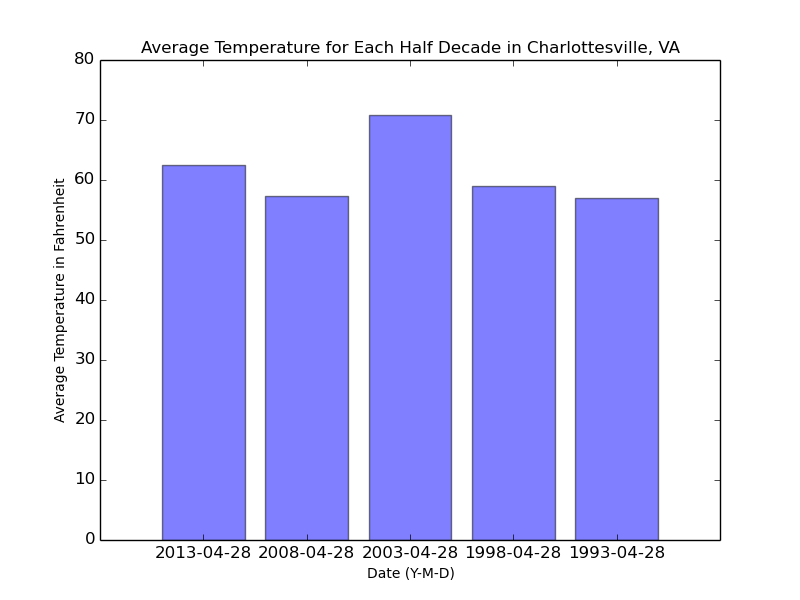 Average Temperature for Each Half Decade in Charlottesville, VA
80
70
60
50
40
30
20
10
0
Average Temperature in Fahrenheit
2013-04-28 2008-04-28 2003-04-28 1998-04-28 1993-04-28
Date (Y-M-D)